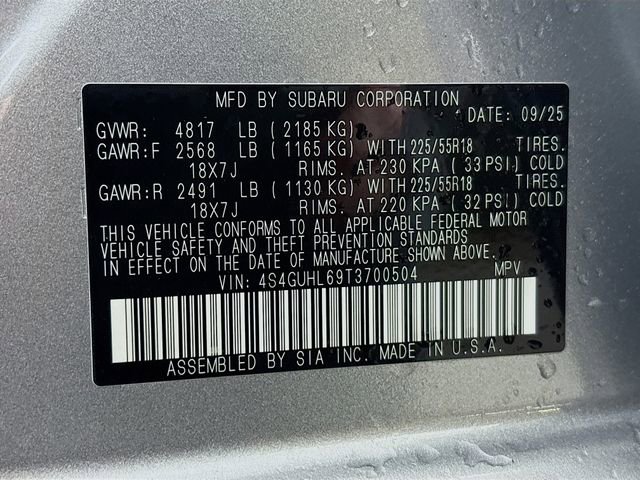 MFD BY SUBARU CORPORATION
DATE: 09/25
GVWR: 4817 LB (2185 KG)
GAWR:F 2568 LB (1165 KG) WITH 225/55R18 TIRES.
18X7J RIMS. AT 230 KPA (33 PSI) COLD
GAWR:R 2491 LB (1130 KG) WITH 225/55R18 TIRES.
18X7J RIMS. AT 220 KPA (32 PSI) COLD
THIS VEHICLE CONFORMS TO ALL APPLICABLE FEDERAL MOTOR
VEHICLE SAFETY AND THEFT PREVENTION STANDARDS
IN EFFECT ON THE DATE OF MANUFACTURE SHOWN ABOVE.
VIN: 4S4GUHL69T3700504 MPV
ASSEMBLED BY SIA INC. MADE IN U.S.A.